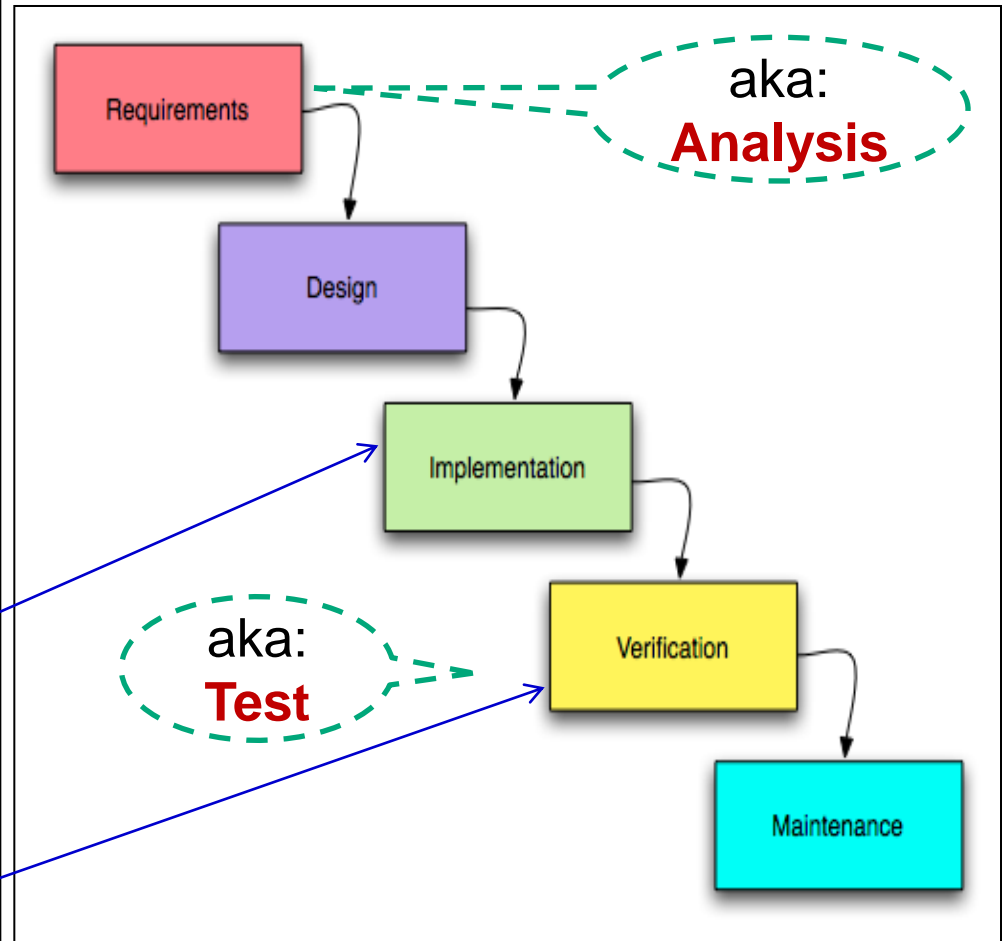 Requirements
aka:
Analysis
Design
Implementation
aka:
Test
Verification
Maintenance